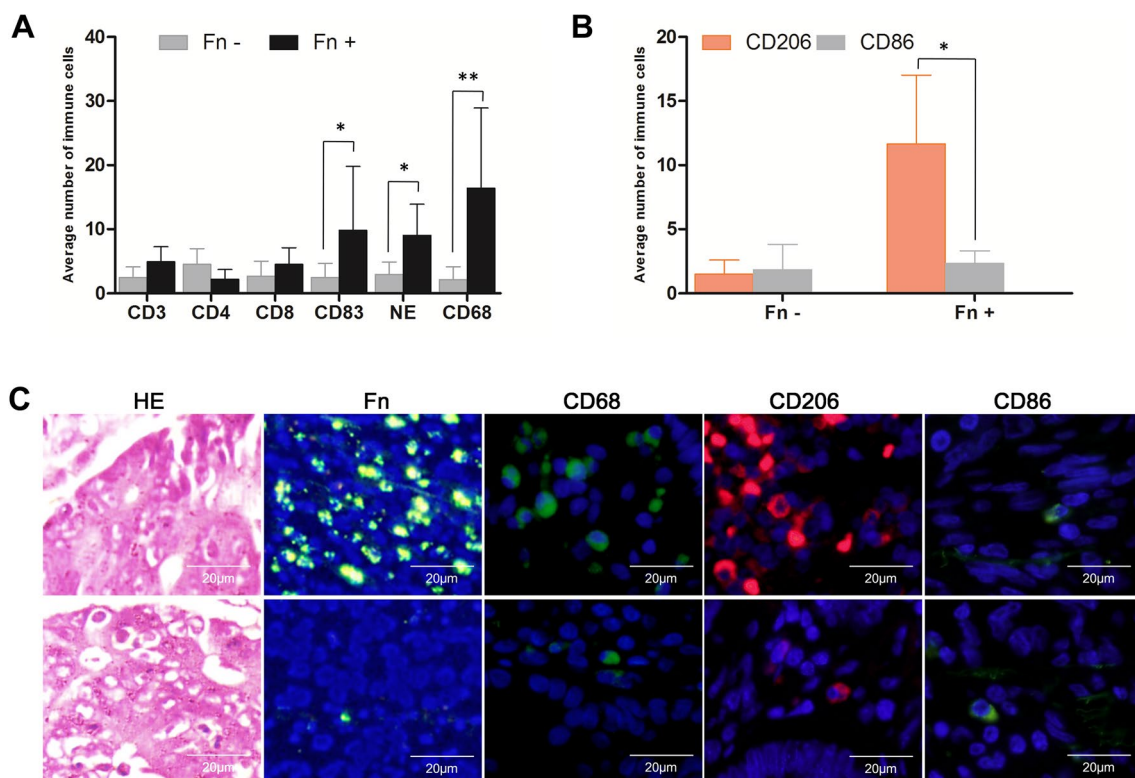 A
Fn - Fn +
Average number of immune cells
40
30
20
10
0
* * **
CD3 CD4 CD8 CD83 NE CD68
B
CD206 CD86
Average number of immune cells
20
15
10
5
0
*
Fn - Fn +
C
HE Fn CD68 CD206 CD86
20μm 20μm 20μm 20μm 20μm
20μm 20μm 20μm 20μm 20μm